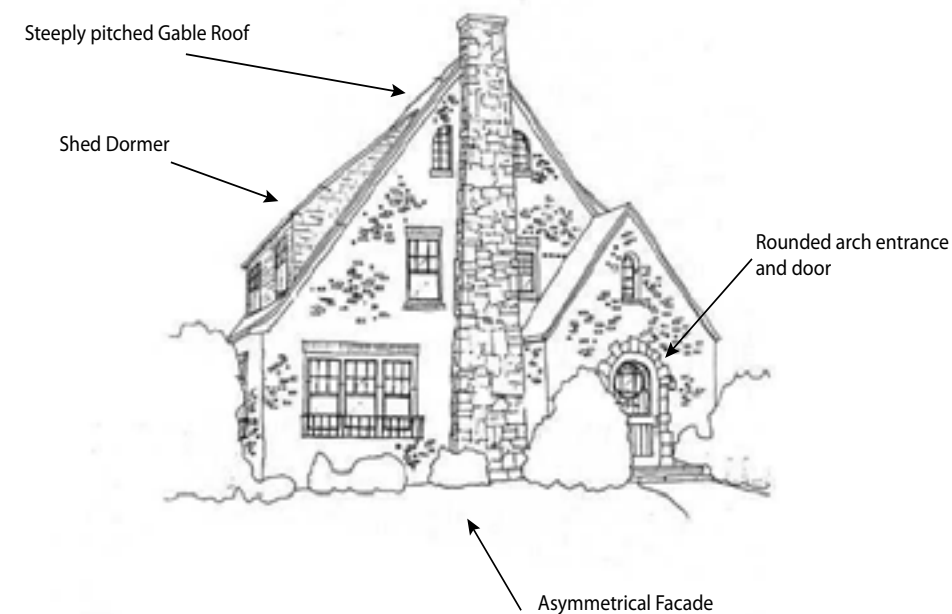 Steeply pitched Gable Roof
Shed Dormer
Rounded arch entrance
and door
Asymmetrical Facade